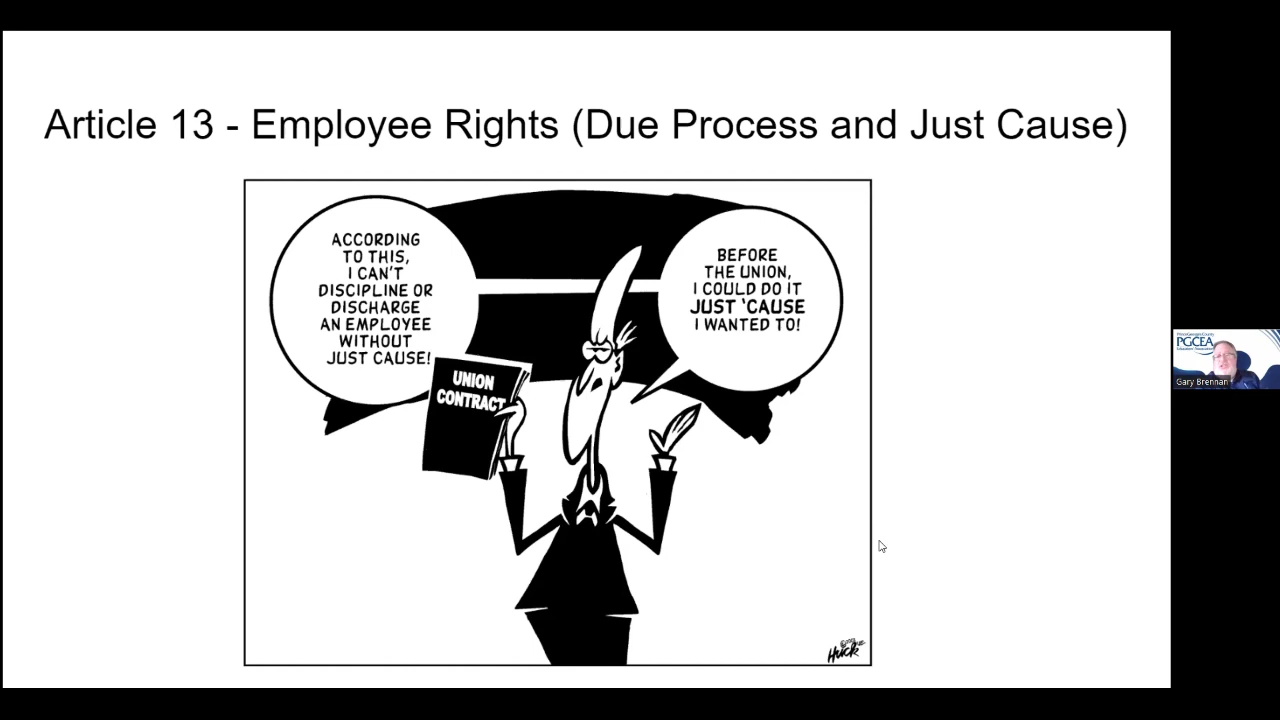 Article 13 - Employee Rights (Due Process and Just Cause)
ACCORDING
TO THIS,
I CAN'T
DISCIPLINE OR
DISCHARGE
AN EMPLOYEE
WITHOUT
JUST CAUSE!
BEFORE
THE UNION,
I COULD DO IT
JUST 'CAUSE
I WANTED TO!
UNION
CONTRACT
Huck
PGCEA
Gary Brennan